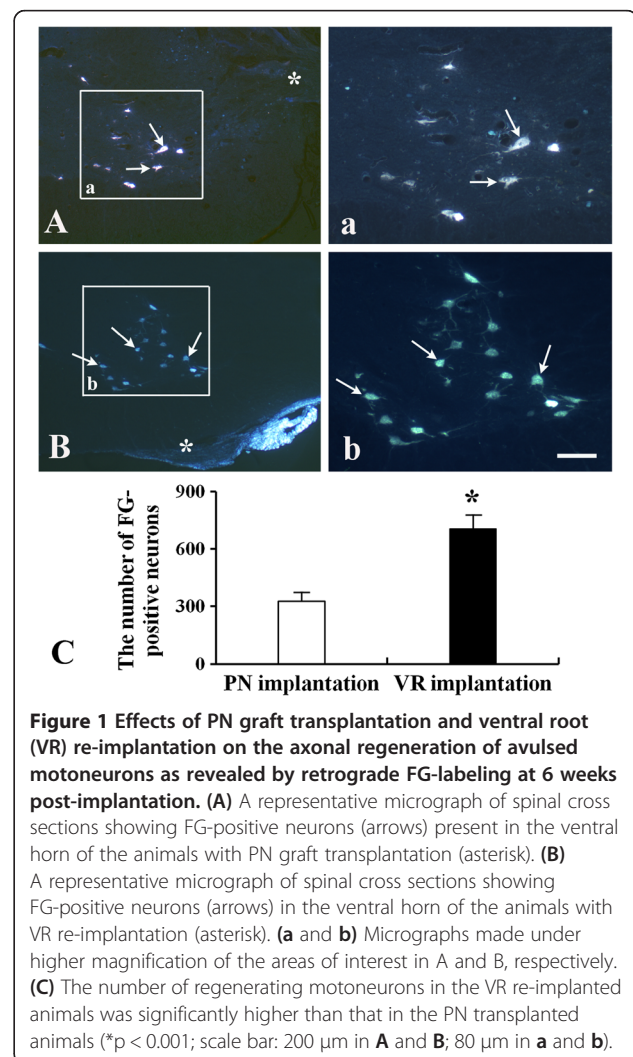 *
a
A
a
*
b
B
b
900
600
300
0
The number of FG-
positive neurons
*
C
PN implantation
VR implantation
Figure 1 Effects of PN graft transplantation and ventral root
(VR) re-implantation on the axonal regeneration of avulsed
motoneurons as revealed by retrograde FG-labeling at 6 weeks
post-implantation. (A) A representative micrograph of spinal cross
sections showing FG-positive neurons (arrows) present in the ventral
horn of the animals with PN graft transplantation (asterisk). (B)
A representative micrograph of spinal cross sections showing
FG-positive neurons (arrows) in the ventral horn of the animals with
VR re-implantation (asterisk). (a and b) Micrographs made under
higher magnification of the areas of interest in A and B, respectively.
(C) The number of regenerating motoneurons in the VR re-implanted
animals was significantly higher than that in the PN transplanted
animals (*p < 0.001; scale bar: 200 μm in A and B; 80 μm in a and b).